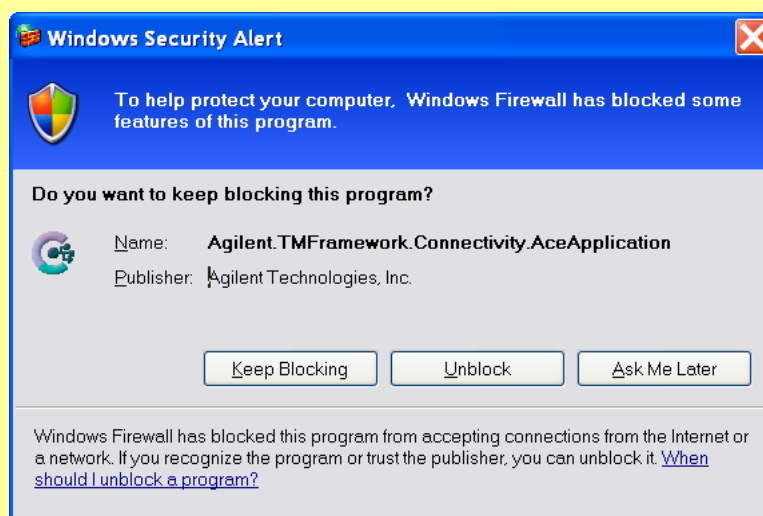 Windows Security Alert
To help protect your computer, Windows Firewall has blocked some
features of this program.
Do you want to keep blocking this program?
Name: Agilent.TMFramework.Connectivity.AceApplication
Publisher: Agilent Technologies, Inc.
Keep Blocking Unblock Ask Me Later
Windows Firewall has blocked this program from accepting connections from the Internet or
a network. If you recognize the program or trust the publisher, you can unblock it. When
should I unblock a program?